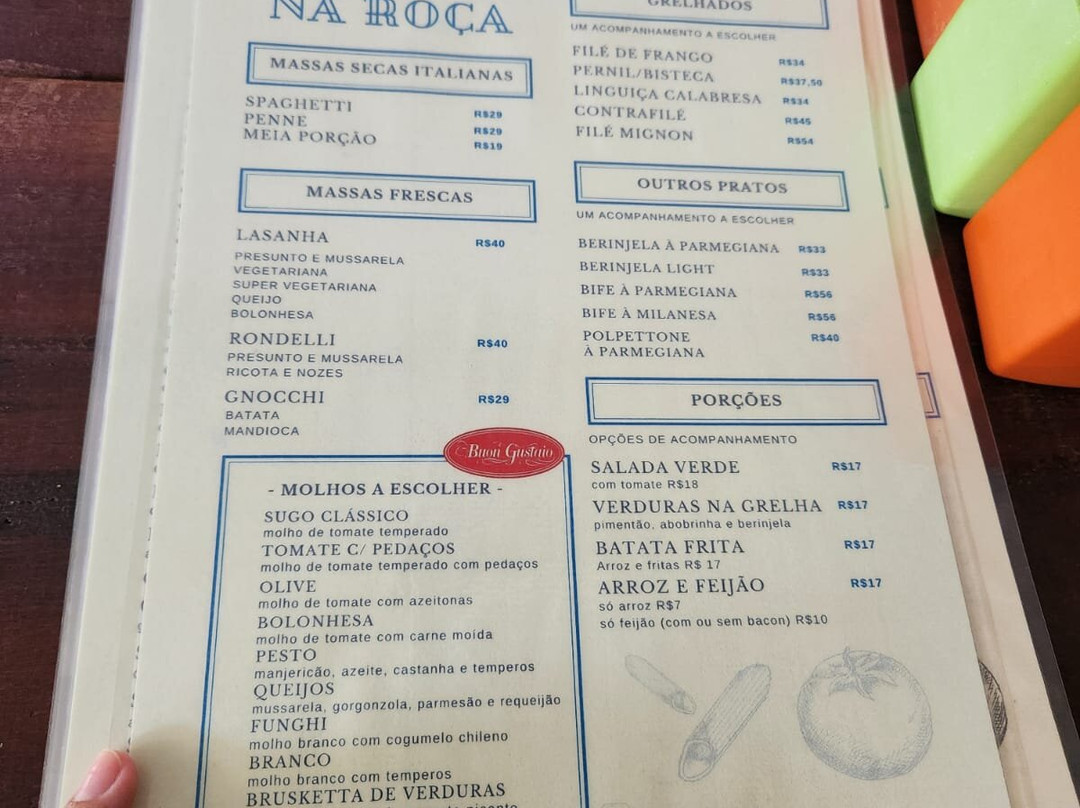 NA ROÇA
MASSAS SECAS ITALIANAS
SPAGHETTI R$29
PENNE R$29
MEIA PORÇÃO R$19
MASSAS FRESCAS
LASANHA R$40
PRESUNTO E MUSSARELA
VEGETARIANA
SUPER VEGETARIANA
QUEIJO
BOLONHESA
RONDELLI R$40
PRESUNTO E MUSSARELA
RICOTA E NOZES
GNOCCHI R$29
BATATA
MANDIOCA
Buon Gustaio
- MOLHOS A ESCOLHER -
SUGO CLÁSSICO
molho de tomate temperado
TOMATE C/ PEDAÇOS
molho de tomate temperado com pedaços
OLIVE
molho de tomate com azeitonas
BOLONHESA
molho de tomate com carne moída
PESTO
manjericão, azeite, castanha e temperos
QUEIJOS
mussarela, gorgonzola, parmesão e requeijão
FUNGHI
molho branco com cogumelo chileno
BRANCO
molho branco com temperos
BRUSKETTA DE VERDURAS
GRELHADOS
UM ACOMPANHAMENTO A ESCOLHER
FILÉ DE FRANGO R$34
PERNIL/BISTECA R$37,50
LINGUIÇA CALABRESA R$34
CONTRAFILÉ R$45
FILÉ MIGNON R$54
OUTROS PRATOS
UM ACOMPANHAMENTO A ESCOLHER
BERINJELA À PARMEGIANA R$33
BERINJELA LIGHT R$33
BIFE À PARMEGIANA R$56
BIFE À MILANESA R$56
POLPETTONE R$40
À PARMEGIANA
PORÇÕES
OPÇÕES DE ACOMPANHAMENTO
SALADA VERDE R$17
com tomate R$18
VERDURAS NA GRELHA R$17
pimentão, abobrinha e berinjela
BATATA FRITA R$17
Arroz e fritas R$ 17
ARROZ E FEIJÃO R$17
só arroz R$7
só feijão (com ou sem bacon) R$10